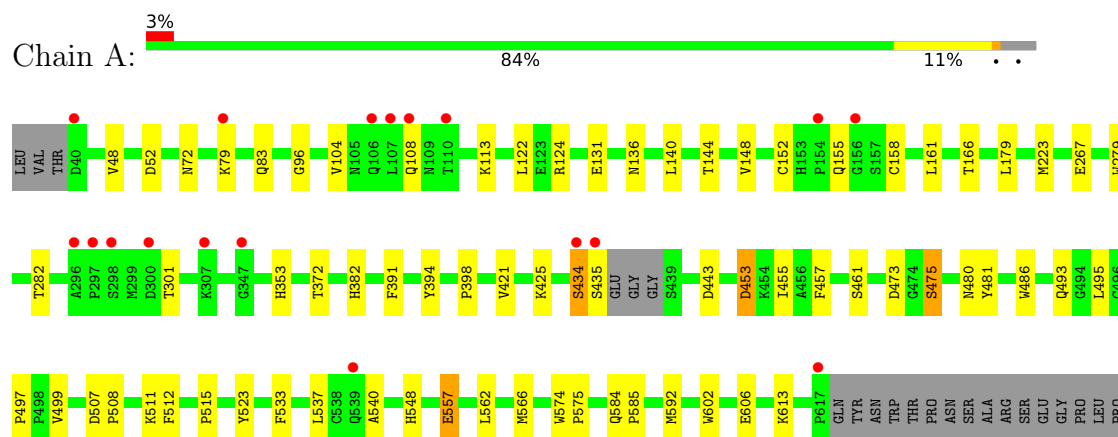 3%
Chain A:
84% 11% • •
LEU VAL THR D40 V48 D52 N72 K79 Q83 G96 V104 N105 Q106 L107 Q108 N109 T110 K113 L122 E123 R124 E131 N136 L140 T144 V148 C152 H153 P154 Q155 G156 S157 C158 L161 T166 L179 M223 E267
T282 A296 P297 S298 M299 D300 T301 K307 G347 H353 T372 H382 F391 Y394 P398 V421 K425 S434 S435 GLU GLY GLY S439 D443 D453 K454 I455 A456 F457 S461 D473 G474 S475 N480 Y481 W486 Q493 G494 L495
P497 P498 V499 D507 P508 K511 F512 P515 Y523 F533 L537 C538 Q539 A540 H548 E557 L562 M566 W574 P575 Q584 P585 M592 W602 E606 K613 P617 GLN TYR ASN TRP THR PRO ASN SER ALA ARG SER GLU GLY PRO LEU